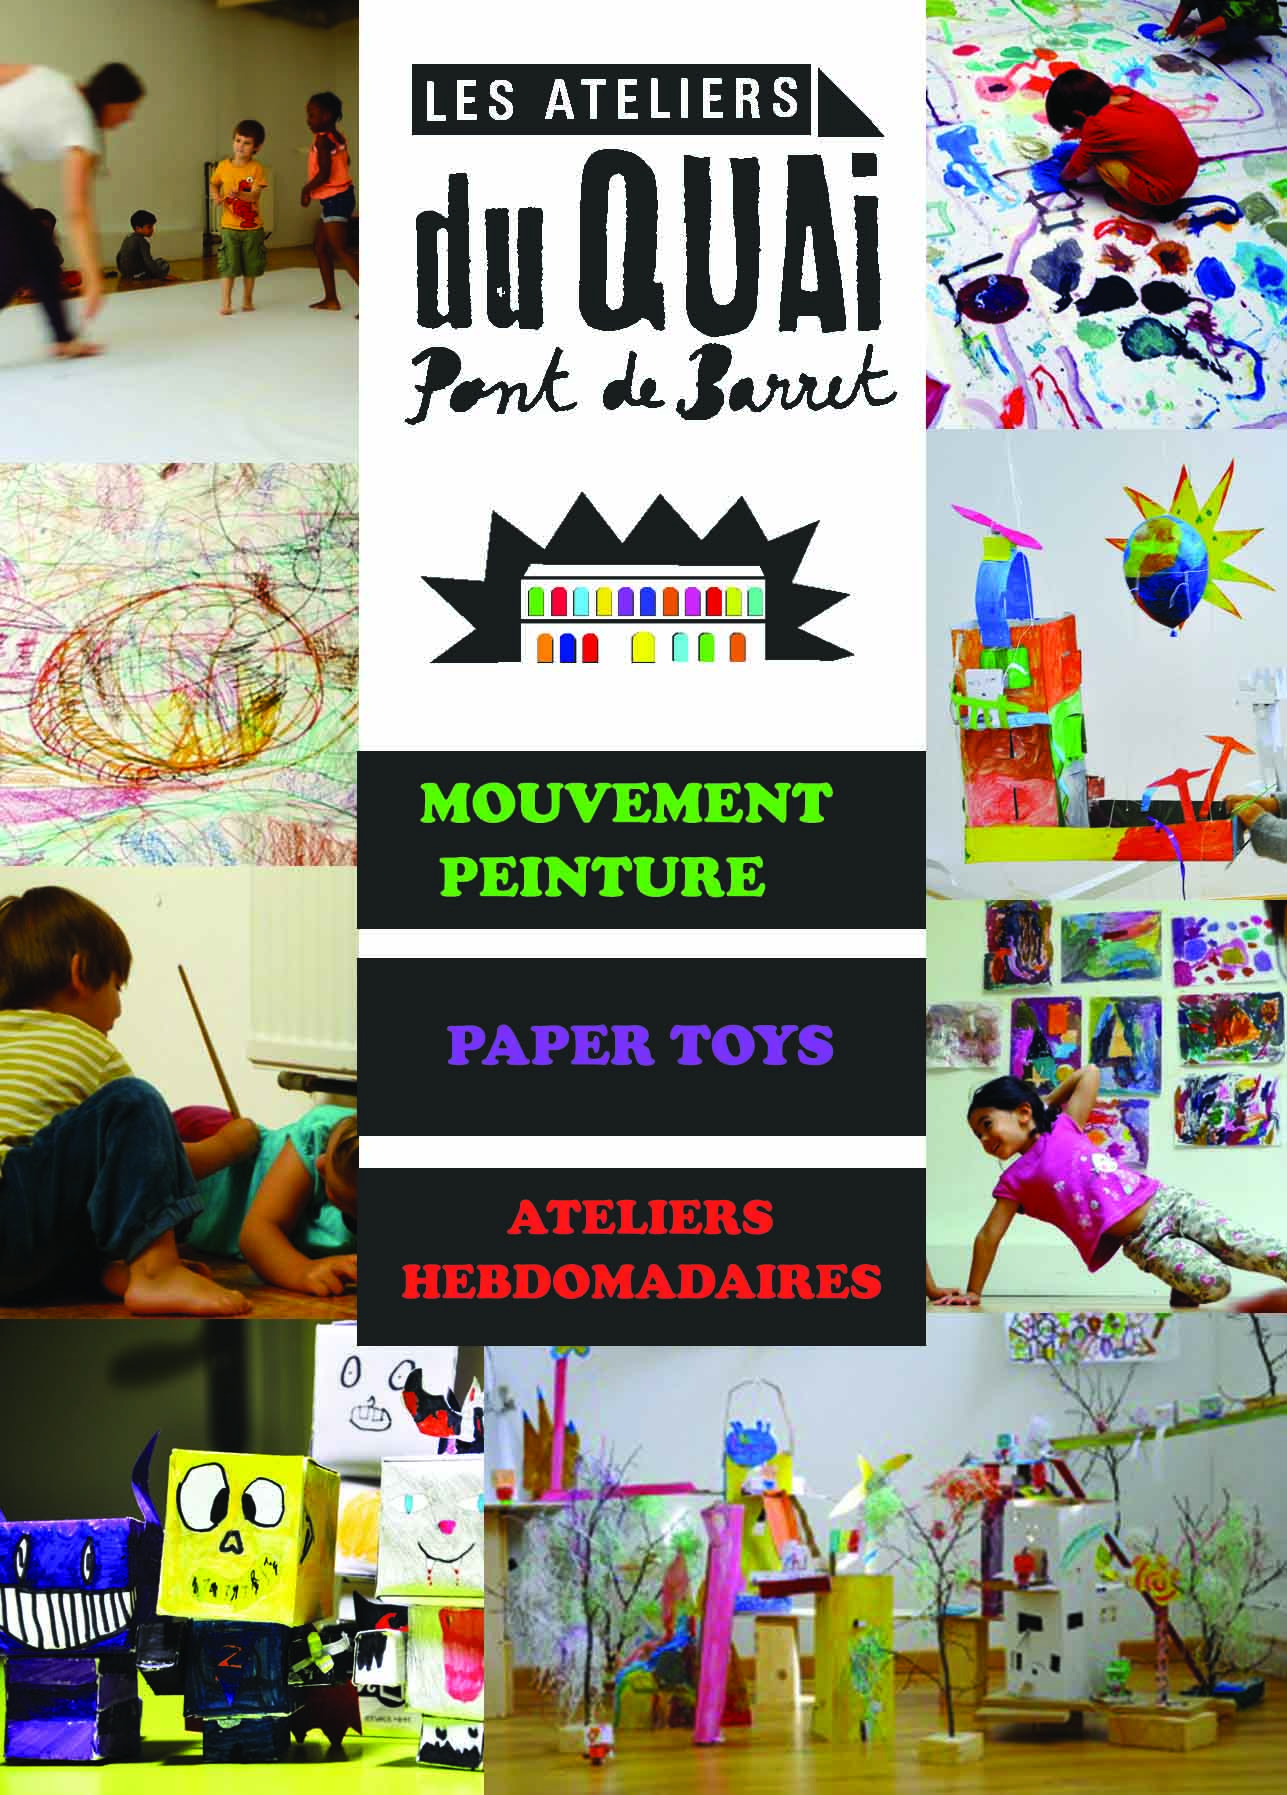 LES ATELIERS
du QUAi
Pont de Barret
MOUVEMENT
PEINTURE
PAPER TOYS
ATELIERS
HEBDOMADAIRES
Z